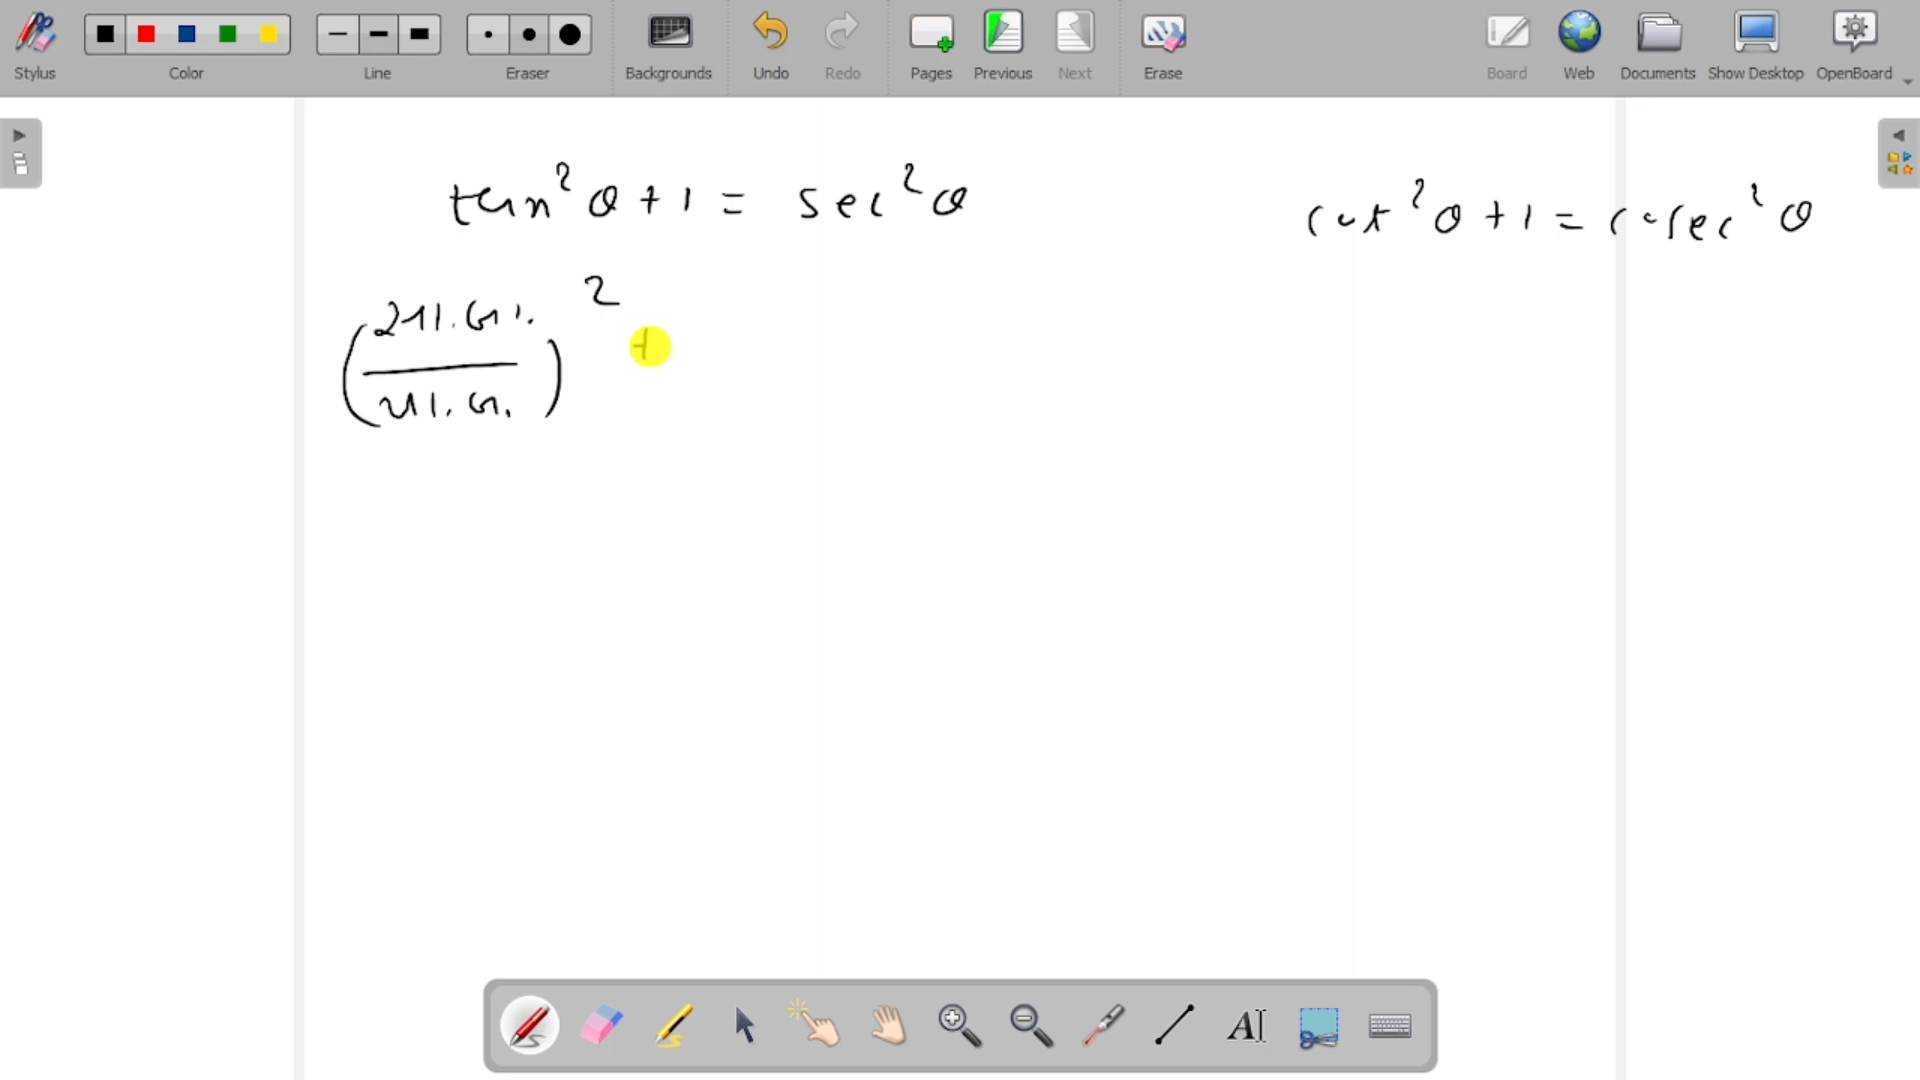 Stylus
Color
Line
Eraser
Backgrounds
Undo
Redo
Pages
Previous
Next
Erase
Board
Web
Documents
Show Desktop
OpenBoard
tan²θ + 1 = sec²θ
cot²θ + 1 = cosec²θ
(સા.બા. / પા.બા.)² +